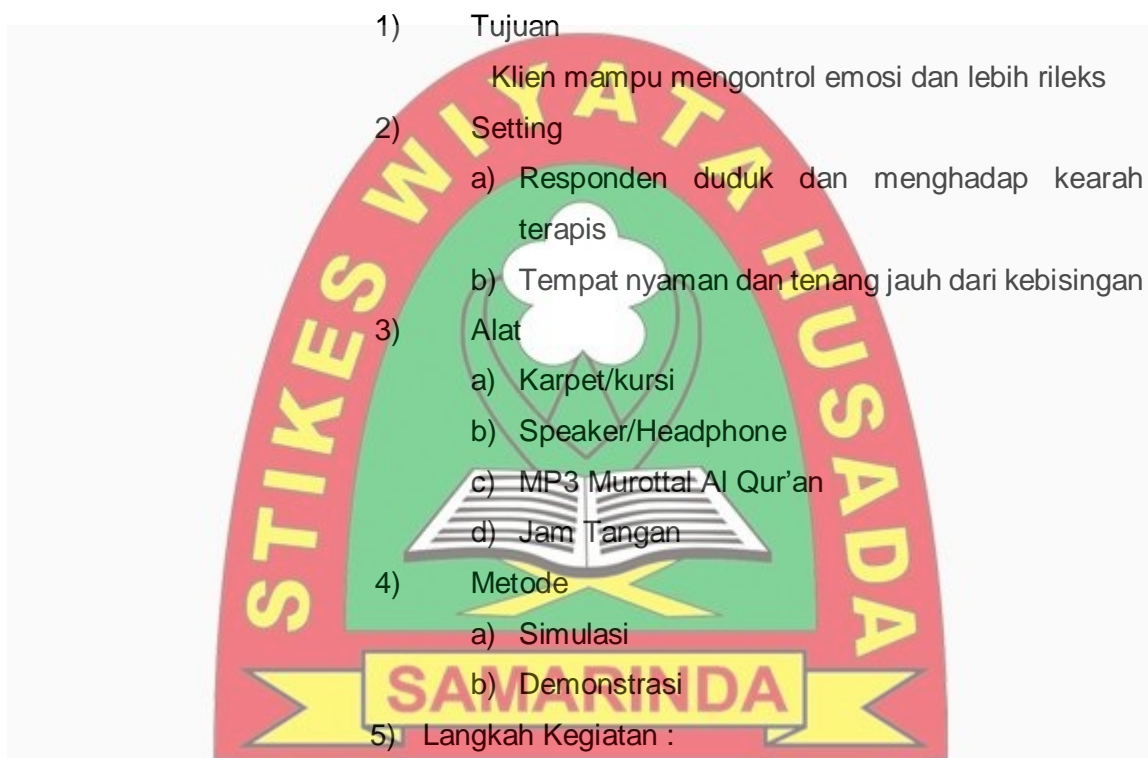 1) Tujuan
Klien mampu mengontrol emosi dan lebih rileks
2) Setting
a) Responden duduk dan menghadap kearah
terapis
b) Tempat nyaman dan tenang jauh dari kebisingan
3) Alat
a) Karpet/kursi
b) Speaker/Headphone
c) MP3 Murottal Al Qur’an
d) Jam Tangan
4) Metode
a) Simulasi
b) Demonstrasi
5) Langkah Kegiatan :
STIKES WIYATA HUSADA
SAMARINDA